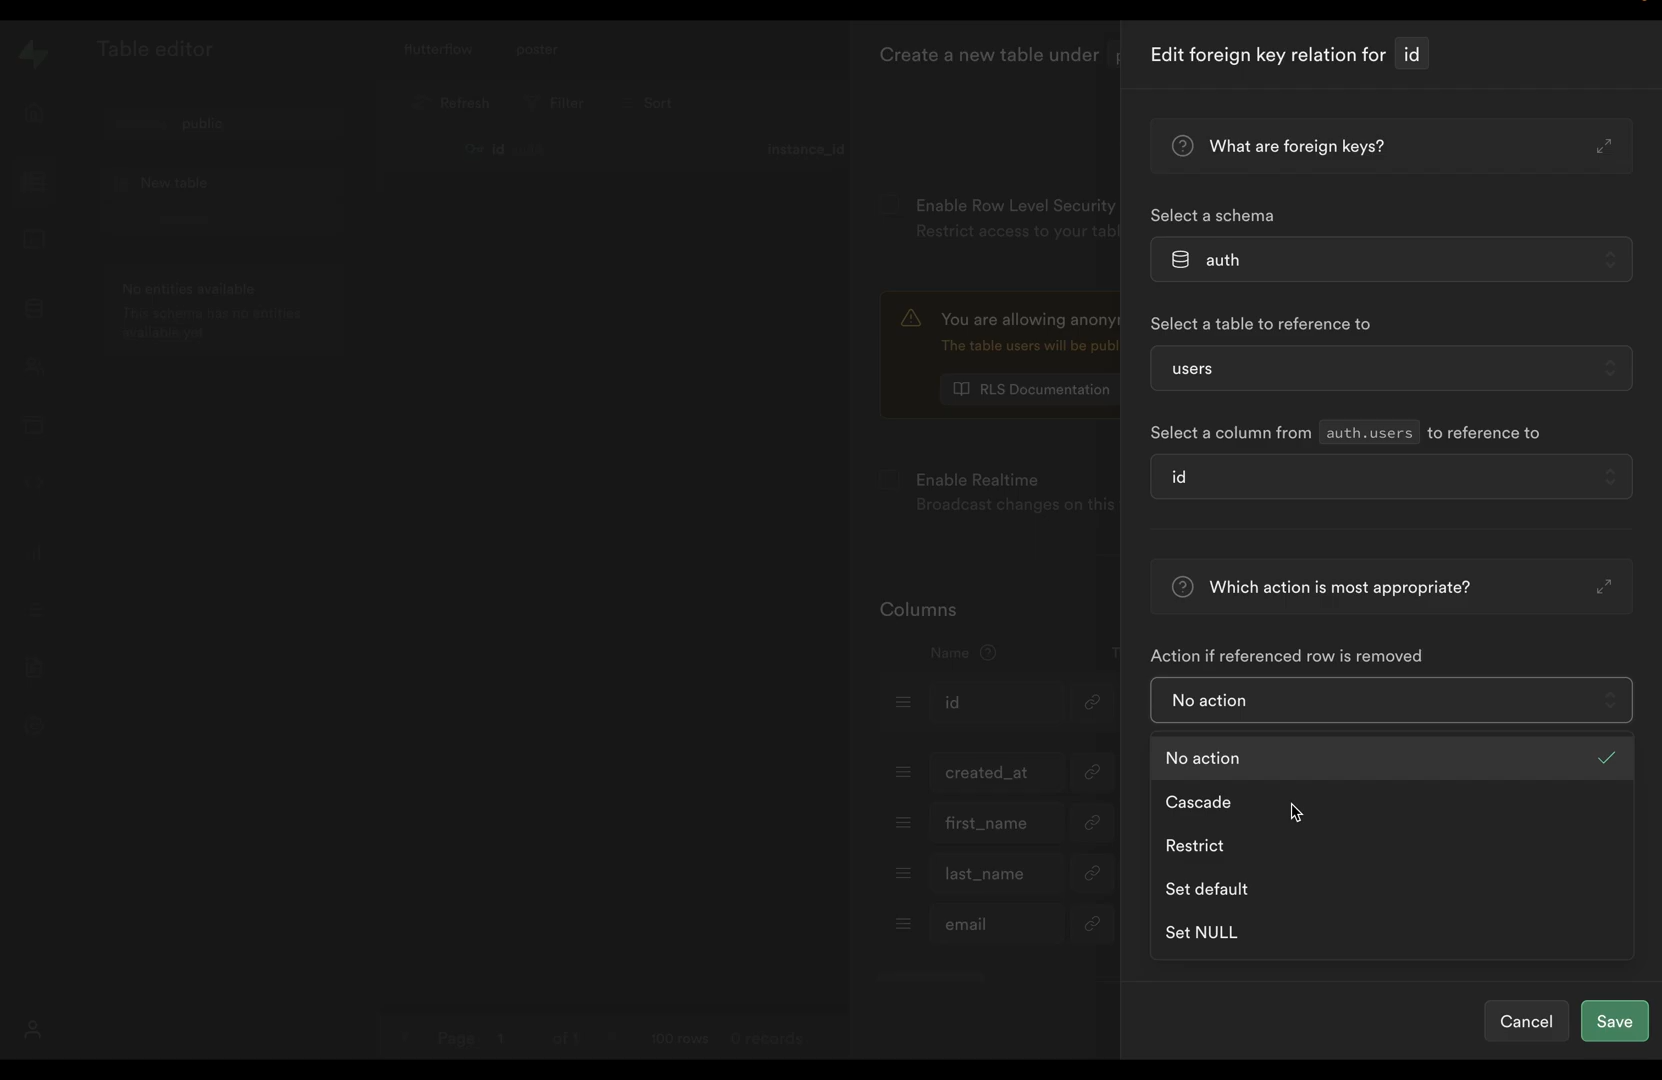 Table editor
flutterflow
poster
Refresh
Filter
Sort
public
id
instance_id
New table
No entities available
This schema has no entities
available yet
Page 1 of 1
100 rows
0 records
Create a new table under
Enable Row Level Security
Restrict access to your tabl
You are allowing anonyr
The table users will be publ
RLS Documentation
Enable Realtime
Broadcast changes on this
Columns
Name
id
created_at
first_name
last_name
email
Edit foreign key relation for id
What are foreign keys?
Select a schema
auth
Select a table to reference to
users
Select a column from auth.users to reference to
id
Which action is most appropriate?
Action if referenced row is removed
No action
No action
Cascade
Restrict
Set default
Set NULL
Cancel
Save